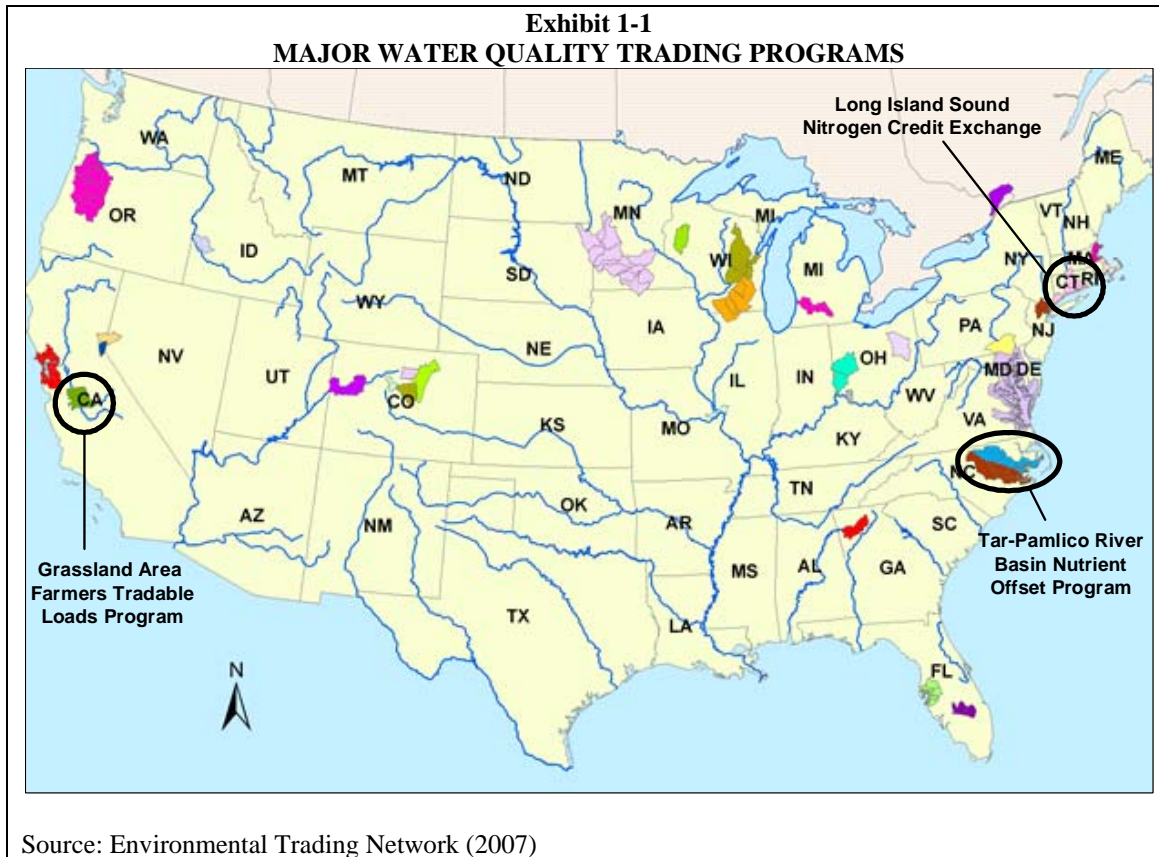 Exhibit 1-1
MAJOR WATER QUALITY TRADING PROGRAMS
Long Island Sound
Nitrogen Credit Exchange
WA
MT
ND
MN
MI
ME
VT
NH
OR
ID
SD
WI
MI
NY
MA
CT
RI
WY
IA
PA
NJ
NV
NE
OH
MD
DE
UT
IL
IN
WV
CA
CO
VA
KS
MO
KY
NC
TN
OK
AZ
NM
AR
SC
MS
AL
GA
Tar-Pamlico River
Basin Nutrient
Offset Program
Grassland Area
Farmers Tradable
Loads Program
TX
LA
FL
N
Source: Environmental Trading Network (2007)